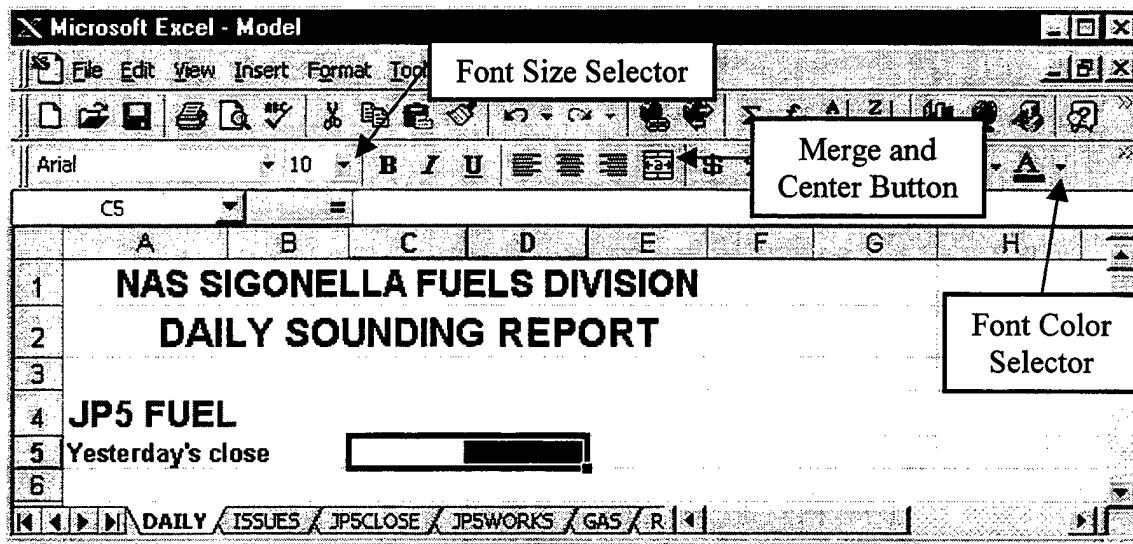 Microsoft Excel - Model
File Edit View Insert Format
Font Size Selector
Arial 10 B I U
Merge and
Center Button
C5 =
A B C D E F G H
1 NAS SIGONELLA FUELS DIVISION
2 DAILY SOUNDING REPORT
Font Color
Selector
3
4 JP5 FUEL
5 Yesterday's close
6
DAILY ISSUES JP5CLOSE JP5WORKS GAS R